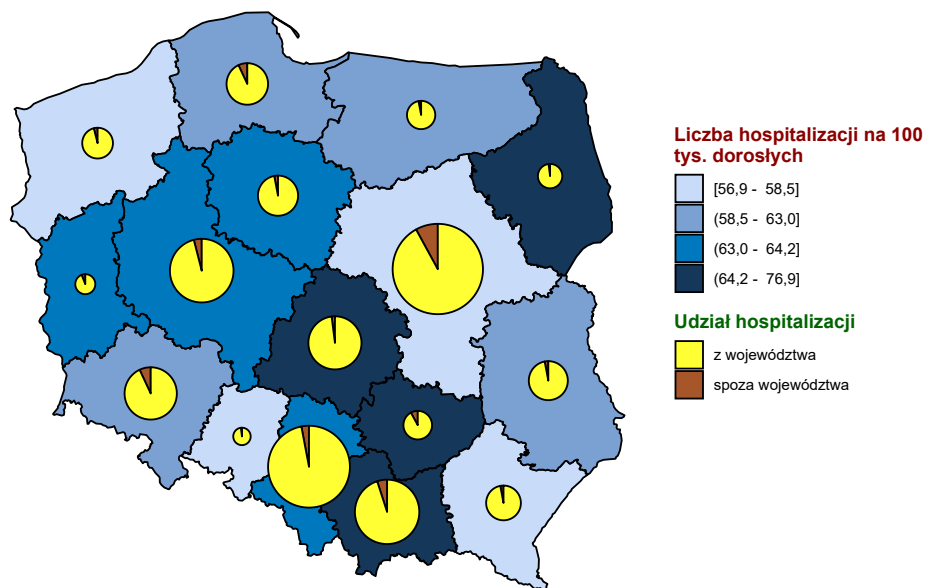 Liczba hospitalizacji na 100
tys. dorosłych
[56,9 - 58,5]
(58,5 - 63,0]
(63,0 - 64,2]
(64,2 - 76,9]
Udział hospitalizacji
z województwa
spoza województwa